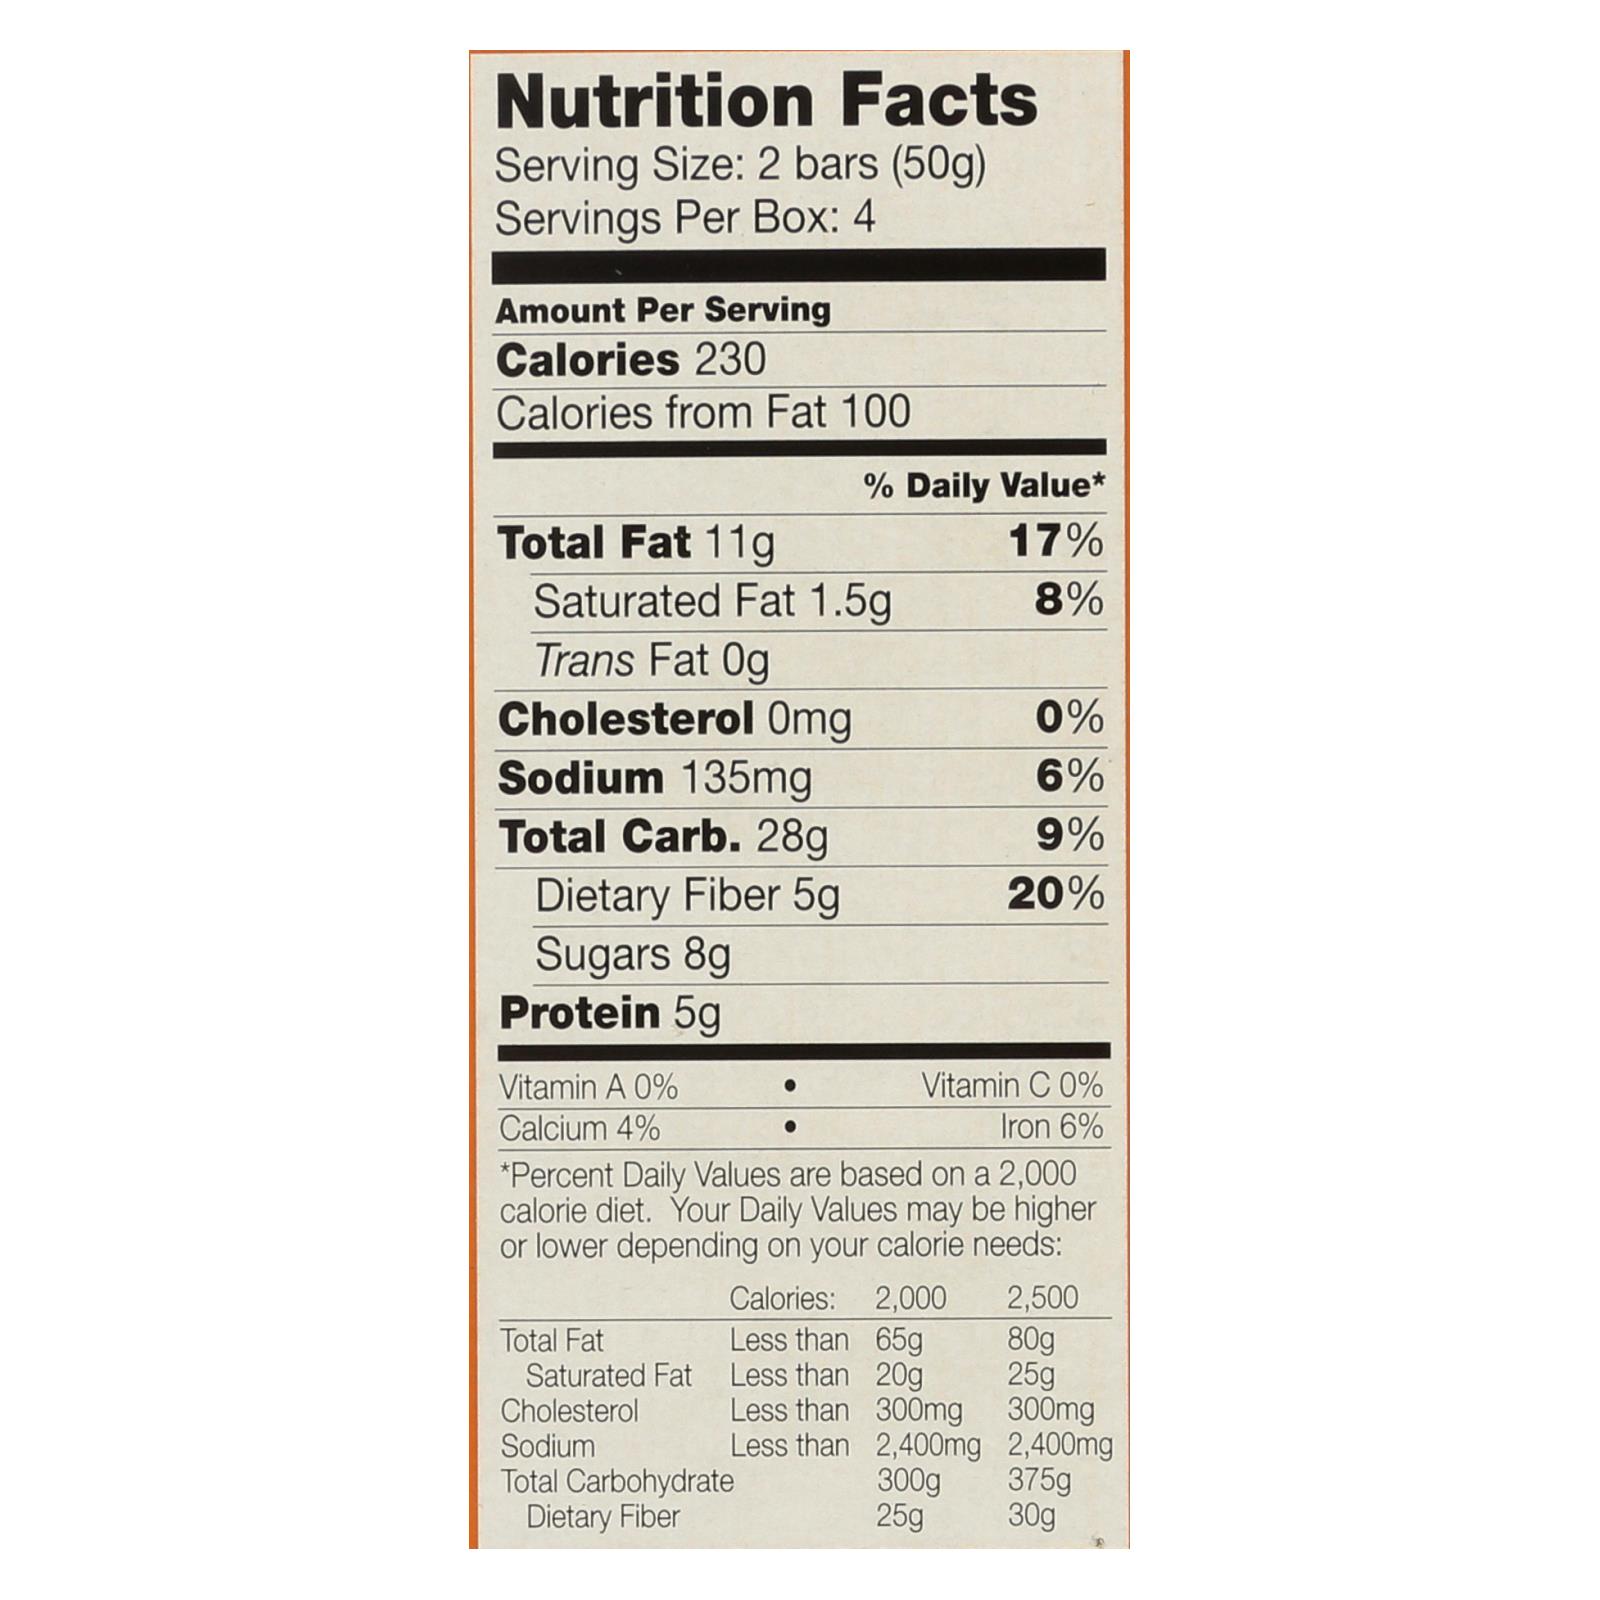 Nutrition Facts
Serving Size: 2 bars (50g)
Servings Per Box: 4
Amount Per Serving
Calories 230
Calories from Fat 100
% Daily Value*
Total Fat 11g 17%
Saturated Fat 1.5g 8%
Trans Fat 0g
Cholesterol 0mg 0%
Sodium 135mg 6%
Total Carb. 28g 9%
Dietary Fiber 5g 20%
Sugars 8g
Protein 5g
Vitamin A 0% • Vitamin C 0%
Calcium 4% • Iron 6%
*Percent Daily Values are based on a 2,000
calorie diet. Your Daily Values may be higher
or lower depending on your calorie needs:
Calories: 2,000 2,500
Total Fat Less than 65g 80g
Saturated Fat Less than 20g 25g
Cholesterol Less than 300mg 300mg
Sodium Less than 2,400mg 2,400mg
Total Carbohydrate 300g 375g
Dietary Fiber 25g 30g